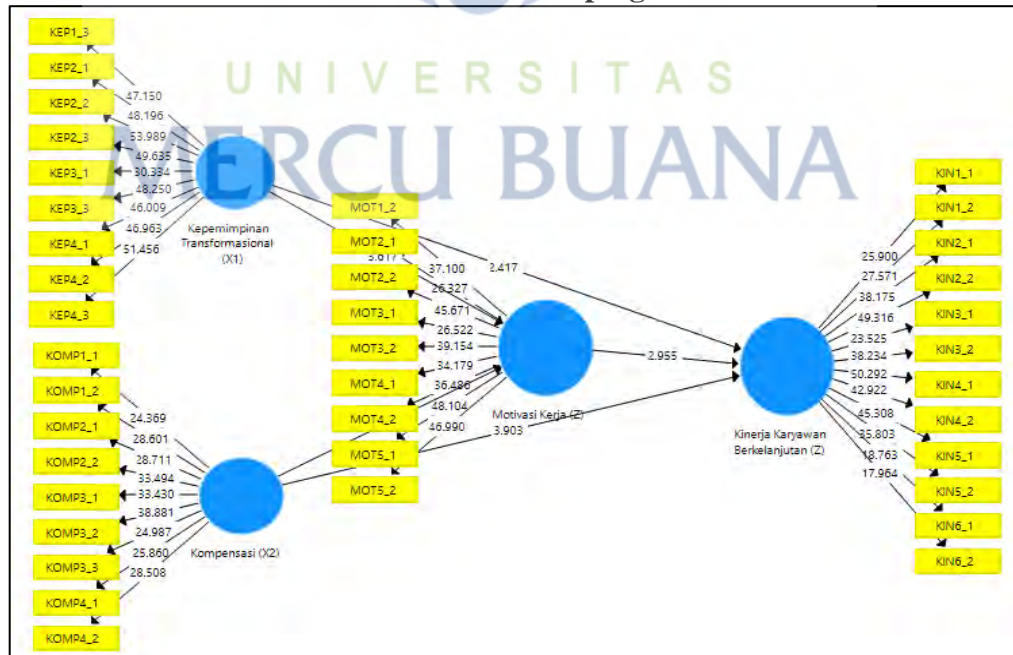 UNIVERSITAS
MERCU BUANA
KEP1_3
KEP2_1
KEP2_2
KEP2_3
KEP3_1
KEP3_3
KEP4_1
KEP4_2
KEP4_3
47.150
48.196
53.989
49.635
30.334
48.250
46.009
46.963
51.456
Kepemimpinan
Transformasional
(X1)
KOMP1_1
KOMP1_2
KOMP2_1
KOMP2_2
KOMP3_1
KOMP3_2
KOMP3_3
KOMP4_1
KOMP4_2
24.369
28.601
28.711
33.494
33.430
38.881
24.987
25.860
28.508
Kompensasi (X2)
MOT1_2
MOT2_1
MOT2_2
MOT3_1
MOT3_2
MOT4_1
MOT4_2
MOT5_1
MOT5_2
37.100
26.327
45.671
26.522
39.154
34.179
36.486
48.104
46.990
Motivasi Kerja (Z)
2.417
2.955
3.903
Kinerja Karyawan
Berkelanjutan (Z)
25.900
27.571
38.175
49.316
23.525
38.234
50.292
42.922
45.308
35.803
18.763
17.964
KIN1_1
KIN1_2
KIN2_1
KIN2_2
KIN3_1
KIN3_2
KIN4_1
KIN4_2
KIN5_1
KIN5_2
KIN6_1
KIN6_2